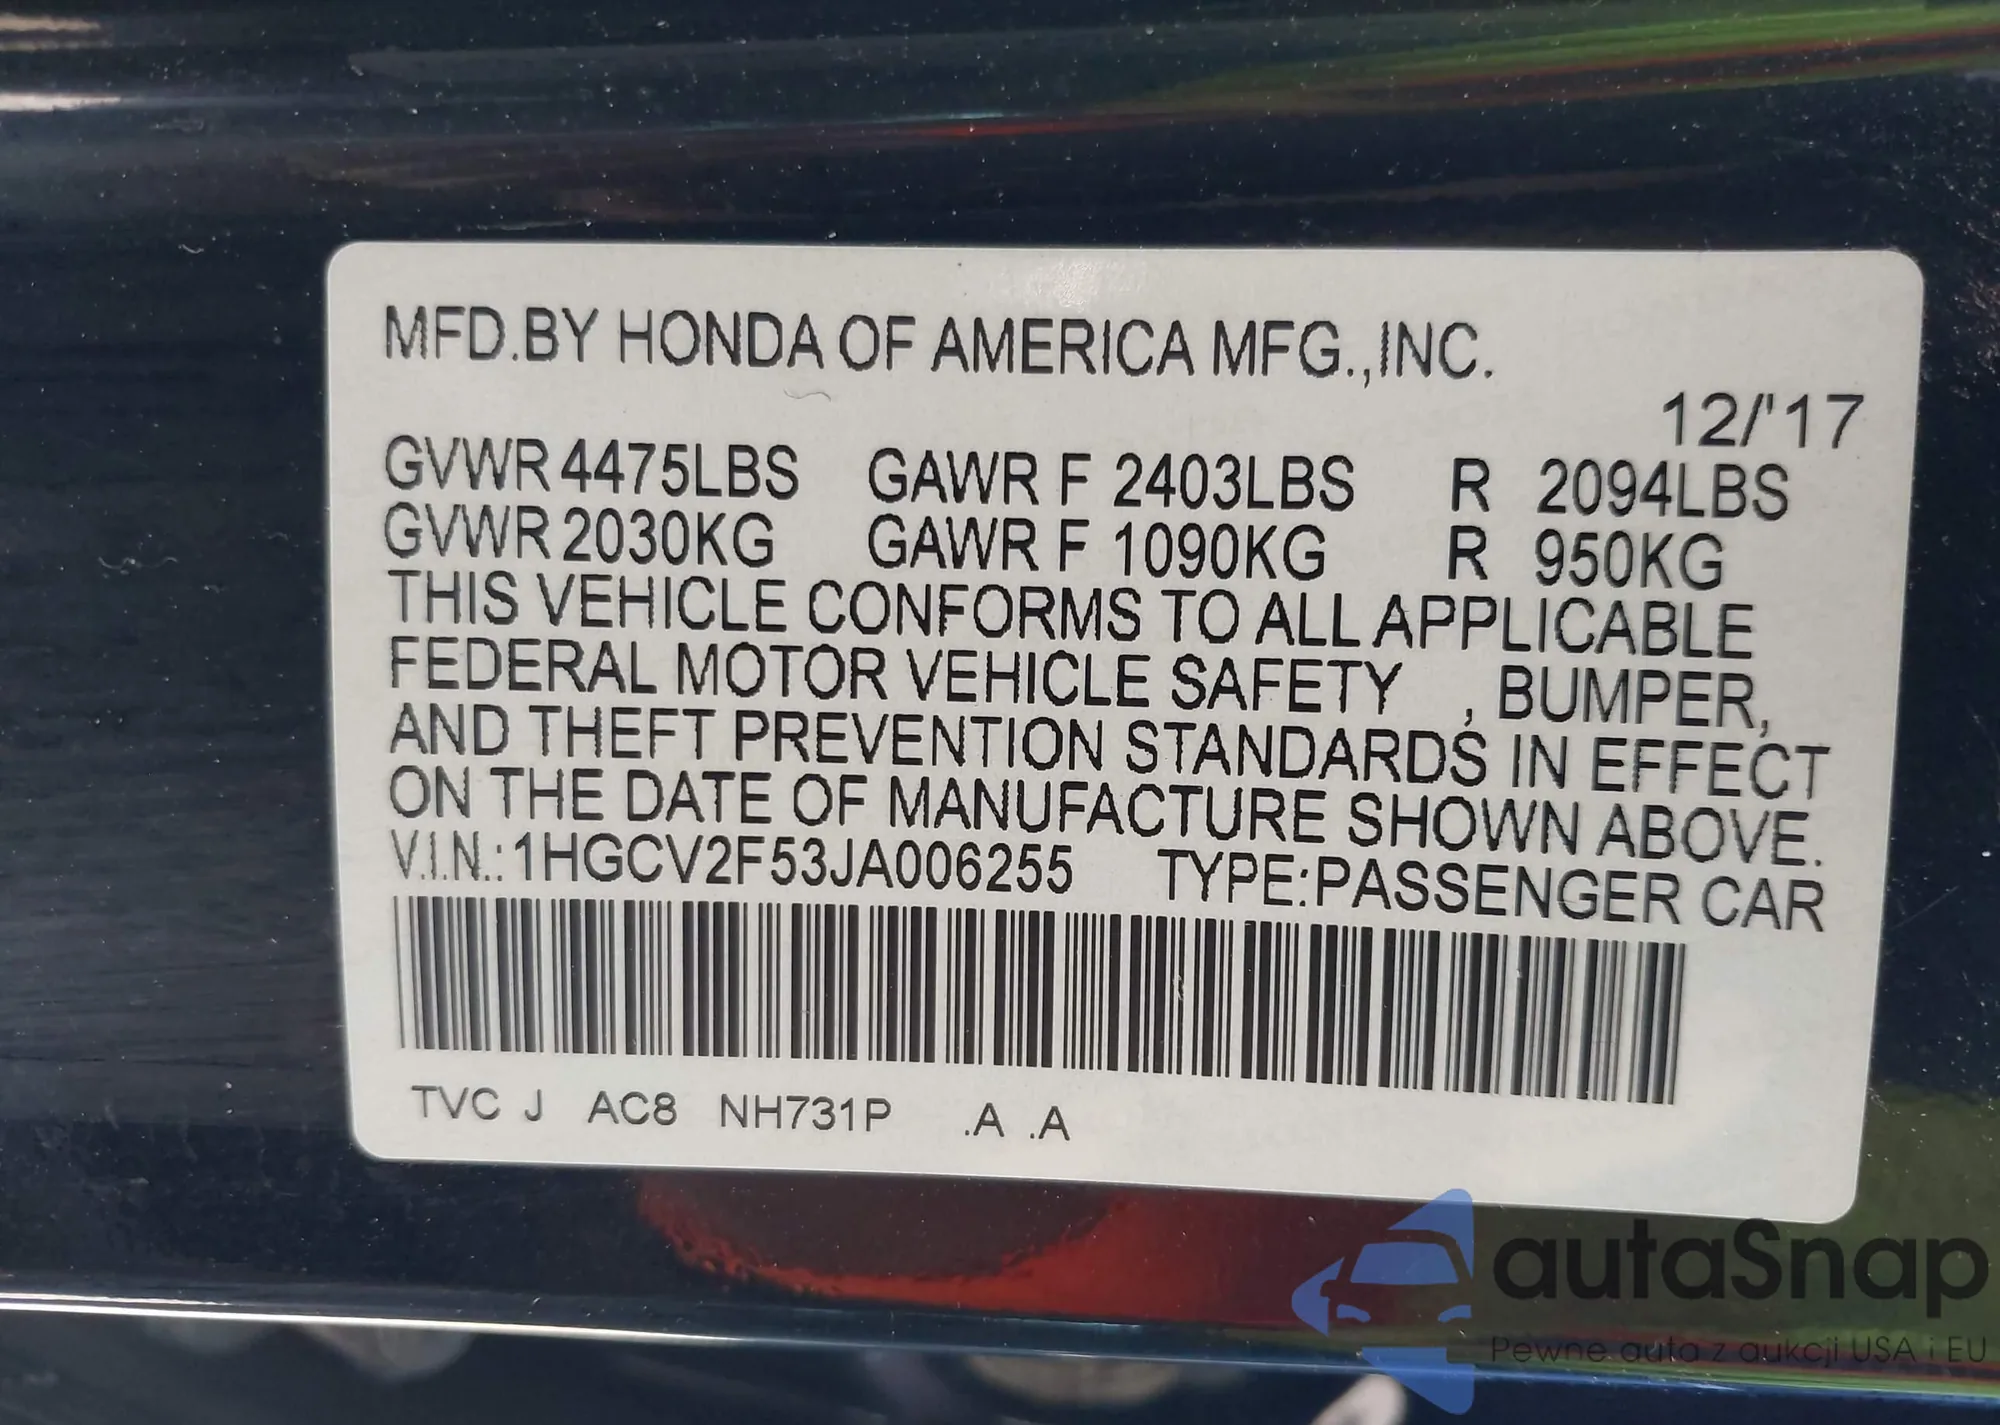 MFD.BY HONDA OF AMERICA MFG.,INC.
12/'17
GVWR 4475LBS GAWR F 2403LBS R 2094LBS
GVWR 2030KG GAWR F 1090KG R 950KG
THIS VEHICLE CONFORMS TO ALL APPLICABLE
FEDERAL MOTOR VEHICLE SAFETY , BUMPER,
AND THEFT PREVENTION STANDARDS IN EFFECT
ON THE DATE OF MANUFACTURE SHOWN ABOVE.
V.I.N.:1HGCV2F53JA006255 TYPE:PASSENGER CAR
TVC J AC8 NH731P .A .A
autaSnap
Pewne auta z aukcji USA i EU